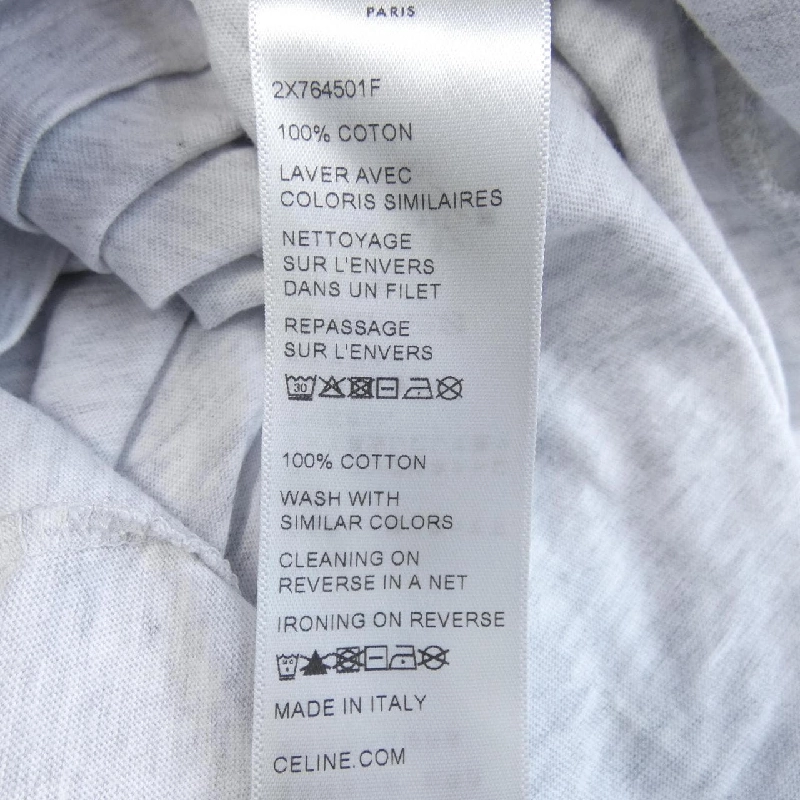 PARIS
2X764501F
100% COTON
LAVER AVEC
COLORIS SIMILAIRES
NETTOYAGE
SUR L'ENVERS
DANS UN FILET
REPASSAGE
SUR L'ENVERS
30
100% COTTON
WASH WITH
SIMILAR COLORS
CLEANING ON
REVERSE IN A NET
IRONING ON REVERSE
MADE IN ITALY
CELINE.COM